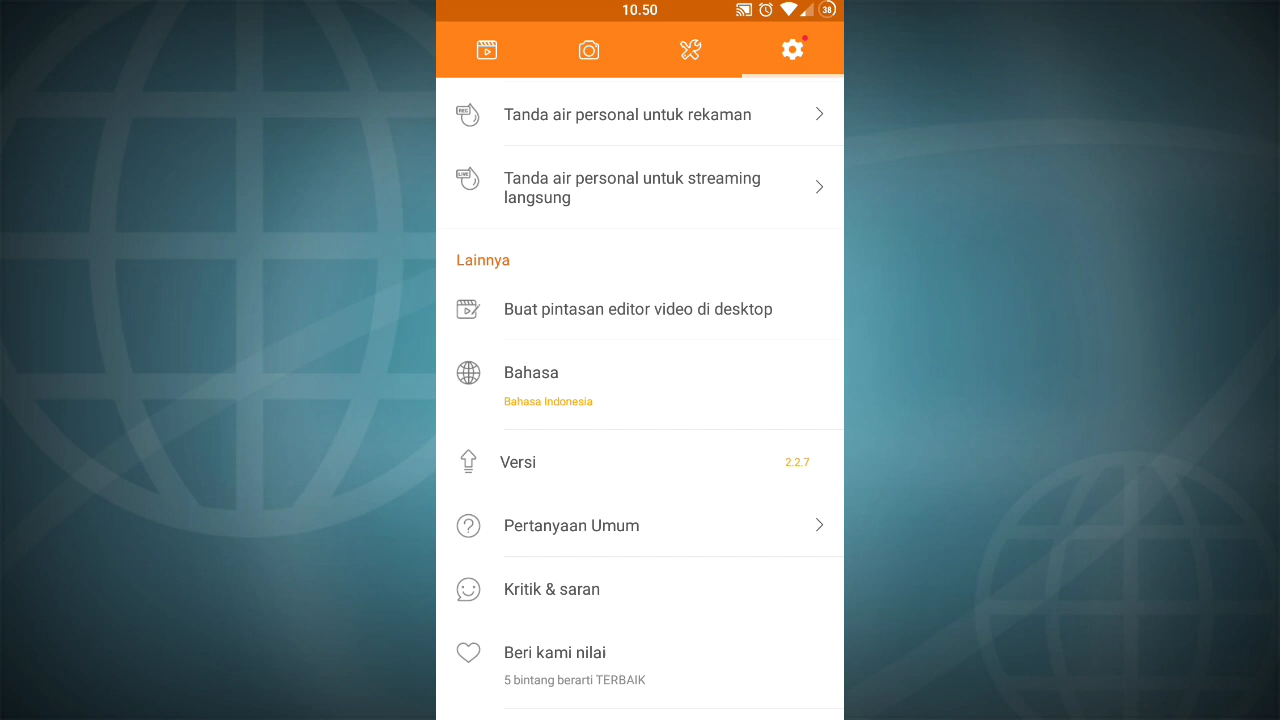 10.50
38
REC
Tanda air personal untuk rekaman
LIVE
Tanda air personal untuk streaming
langsung
Lainnya
Buat pintasan editor video di desktop
Bahasa
Bahasa Indonesia
Versi 2.2.7
Pertanyaan Umum
Kritik & saran
Beri kami nilai
5 bintang berarti TERBAIK